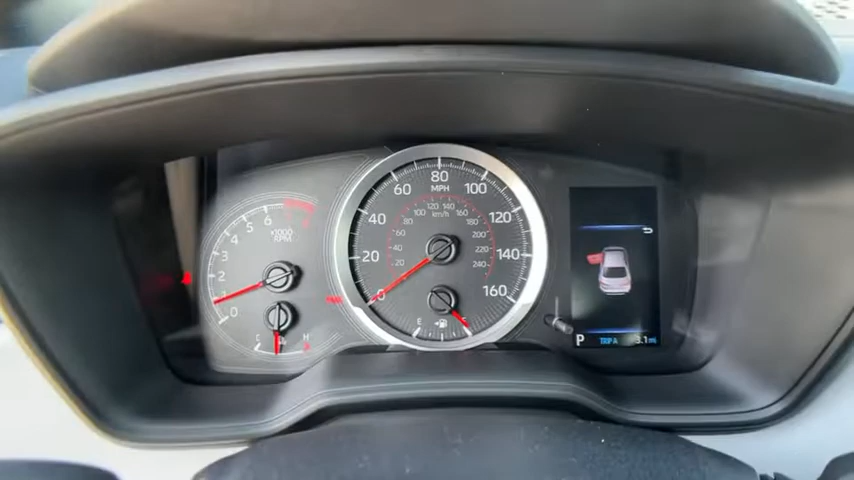 0 1 2 3 4 5 6
x1000
RPM
C H
0 20 40 60 80 100 120 140 160
MPH
km/h
20 40 60 80 100 120 140 160 180 200 220 240
E F
P TRIP A 3.1 mi